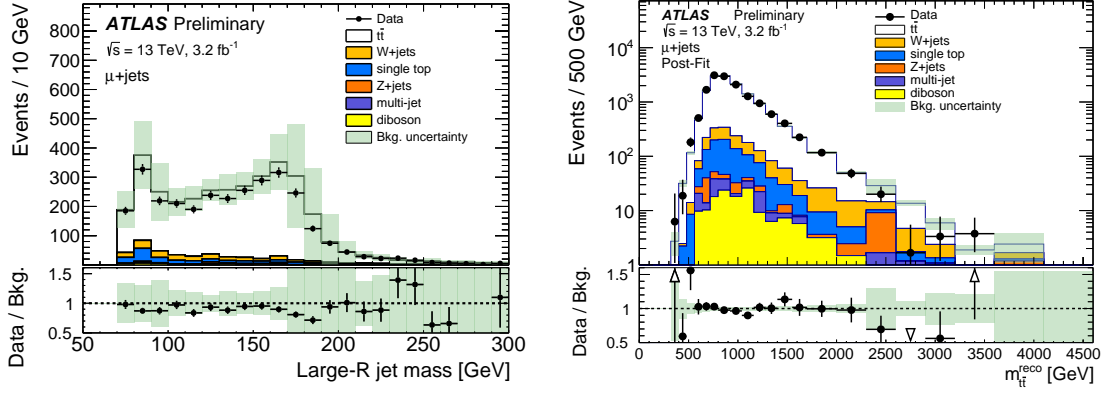 ATLAS Preliminary
√s = 13 TeV, 3.2 fb⁻¹
μ+jets
Data
tt̄
W+jets
single top
Z+jets
multi-jet
diboson
Bkg. uncertainty
Events / 10 GeV
900
800
700
600
500
400
300
200
100
Data / Bkg.
1.5
1
0.5
50 100 150 200 250 300
Large-R jet mass [GeV]
ATLAS Preliminary
√s = 13 TeV, 3.2 fb⁻¹
μ+jets
Post-Fit
Data
tt̄
W+jets
single top
Z+jets
multi-jet
diboson
Bkg. uncertainty
Events / 500 GeV
10⁴
10³
10²
10
1
Data / Bkg.
1.5
1
0.5
0 500 1000 1500 2000 2500 3000 3500 4000 4500
m_{tt̄}^{reco} [GeV]